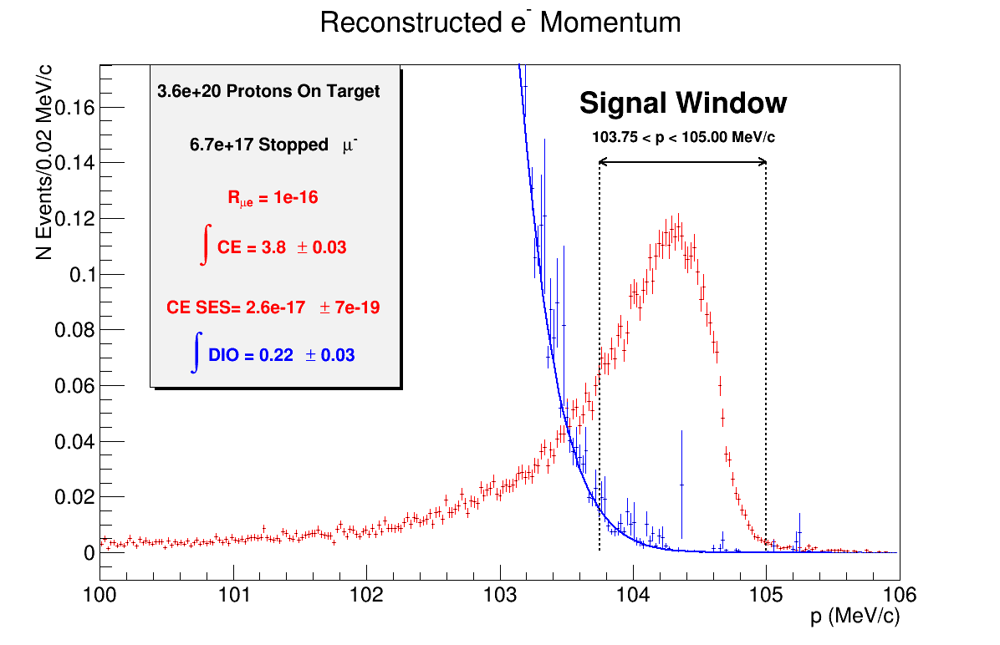 Reconstructed e⁻ Momentum
N Events/0.02 MeV/c
0.16
0.14
0.12
0.1
0.08
0.06
0.04
0.02
0
3.6e+20 Protons On Target
6.7e+17 Stopped μ⁻
Rμe = 1e-16
∫ CE = 3.8 ± 0.03
CE SES= 2.6e-17 ± 7e-19
∫ DIO = 0.22 ± 0.03
Signal Window
103.75 < p < 105.00 MeV/c
100 101 102 103 104 105 106
p (MeV/c)